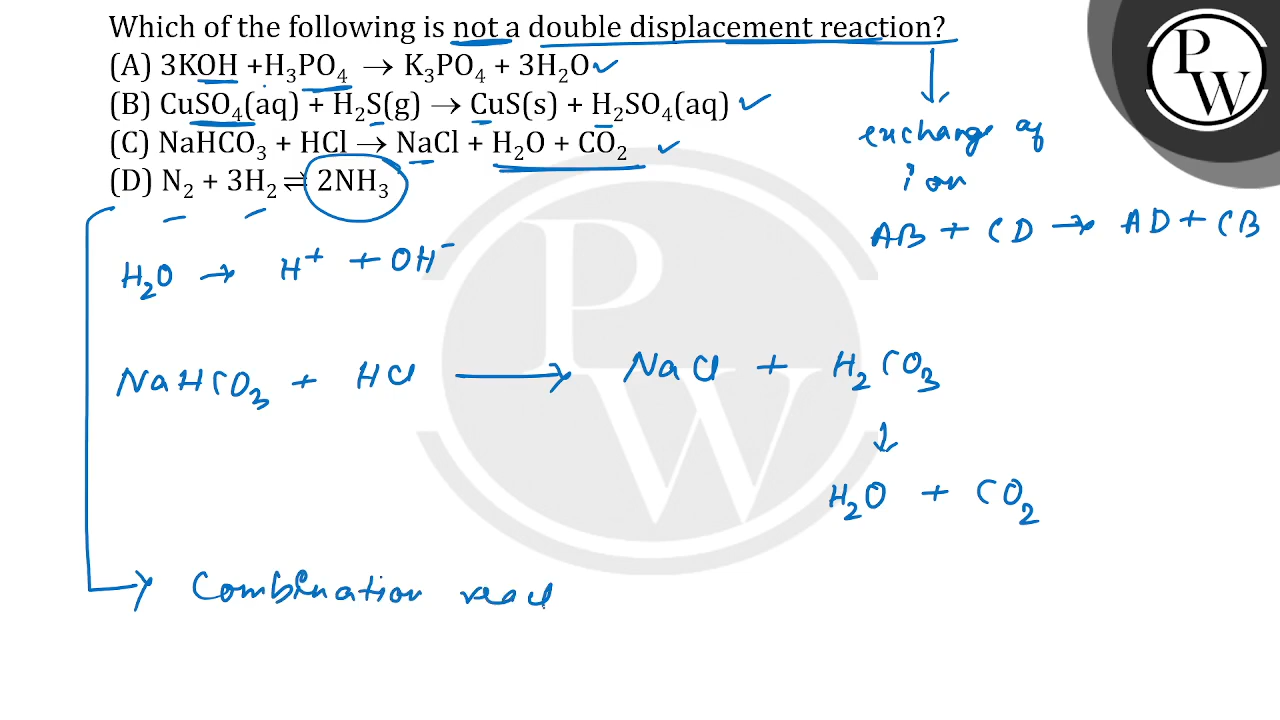 Which of the following is not a double displacement reaction?
(A) 3KOH +H₃PO₄ → K₃PO₄ + 3H₂O
(B) CuSO₄(aq) + H₂S(g) → CuS(s) + H₂SO₄(aq)
(C) NaHCO₃ + HCl → NaCl + H₂O + CO₂
(D) N₂ + 3H₂ ⇌ 2NH₃
P
W
exchange of
ion
AB + CD → AD + CB
H₂O → H⁺ + OH⁻
NaHCO₃ + HCl → NaCl + H₂CO₃
↓
H₂O + CO₂
P
W
→ Combination reac